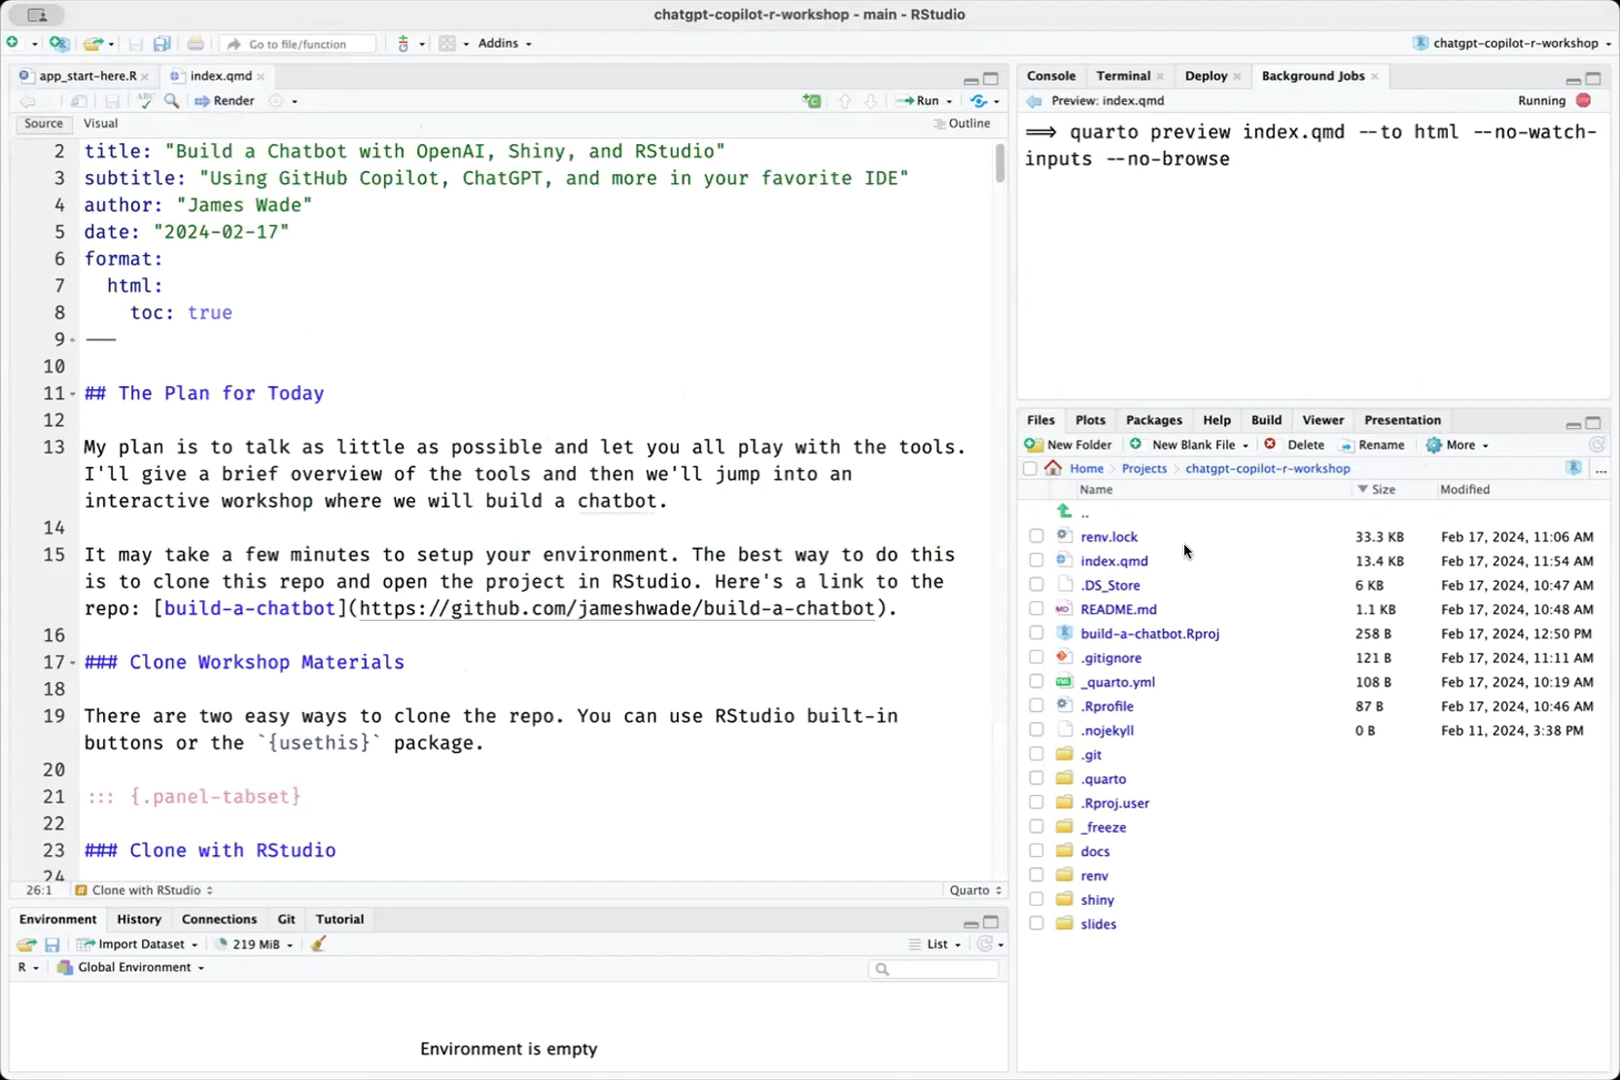 chatgpt-copilot-r-workshop - main - RStudio
Go to file/function
Addins
chatgpt-copilot-r-workshop
app_start-here.R
index.qmd
ABC
Render
Run
Source
Visual
Outline
2 title: "Build a Chatbot with OpenAI, Shiny, and RStudio"
3 subtitle: "Using GitHub Copilot, ChatGPT, and more in your favorite IDE"
4 author: "James Wade"
5 date: "2024-02-17"
6 format:
7 html:
8 toc: true
9 ---
10
11 ## The Plan for Today
12
13 My plan is to talk as little as possible and let you all play with the tools.
I'll give a brief overview of the tools and then we'll jump into an
interactive workshop where we will build a chatbot.
14
15 It may take a few minutes to setup your environment. The best way to do this
is to clone this repo and open the project in RStudio. Here's a link to the
repo: [build-a-chatbot](https://github.com/jameshwade/build-a-chatbot).
16
17 ### Clone Workshop Materials
18
19 There are two easy ways to clone the repo. You can use RStudio built-in
buttons or the `{usethis}` package.
20
21 ::: {.panel-tabset}
22
23 ### Clone with RStudio
24
26:1
Clone with RStudio
Quarto
Environment
History
Connections
Git
Tutorial
Import Dataset
219 MiB
List
R
Global Environment
Environment is empty
Console
Terminal
Deploy
Background Jobs
Preview: index.qmd
Running
==> quarto preview index.qmd --to html --no-watch-
inputs --no-browse
Files
Plots
Packages
Help
Build
Viewer
Presentation
New Folder
New Blank File
Delete
Rename
More
Home
Projects
chatgpt-copilot-r-workshop
...
Name
Size
Modified
..
renv.lock 33.3 KB Feb 17, 2024, 11:06 AM
index.qmd 13.4 KB Feb 17, 2024, 11:54 AM
.DS_Store 6 KB Feb 17, 2024, 10:47 AM
MD README.md 1.1 KB Feb 17, 2024, 10:48 AM
build-a-chatbot.Rproj 258 B Feb 17, 2024, 12:50 PM
.gitignore 121 B Feb 17, 2024, 11:11 AM
YML _quarto.yml 108 B Feb 17, 2024, 10:19 AM
.Rprofile 87 B Feb 17, 2024, 10:46 AM
.nojekyll 0 B Feb 11, 2024, 3:38 PM
.git
.quarto
.Rproj.user
_freeze
docs
renv
shiny
slides